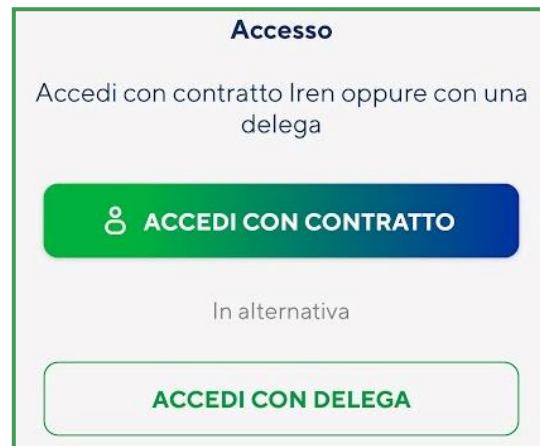 Accesso
Accedi con contratto Iren oppure con una
delega
ACCEDI CON CONTRATTO
In alternativa
ACCEDI CON DELEGA